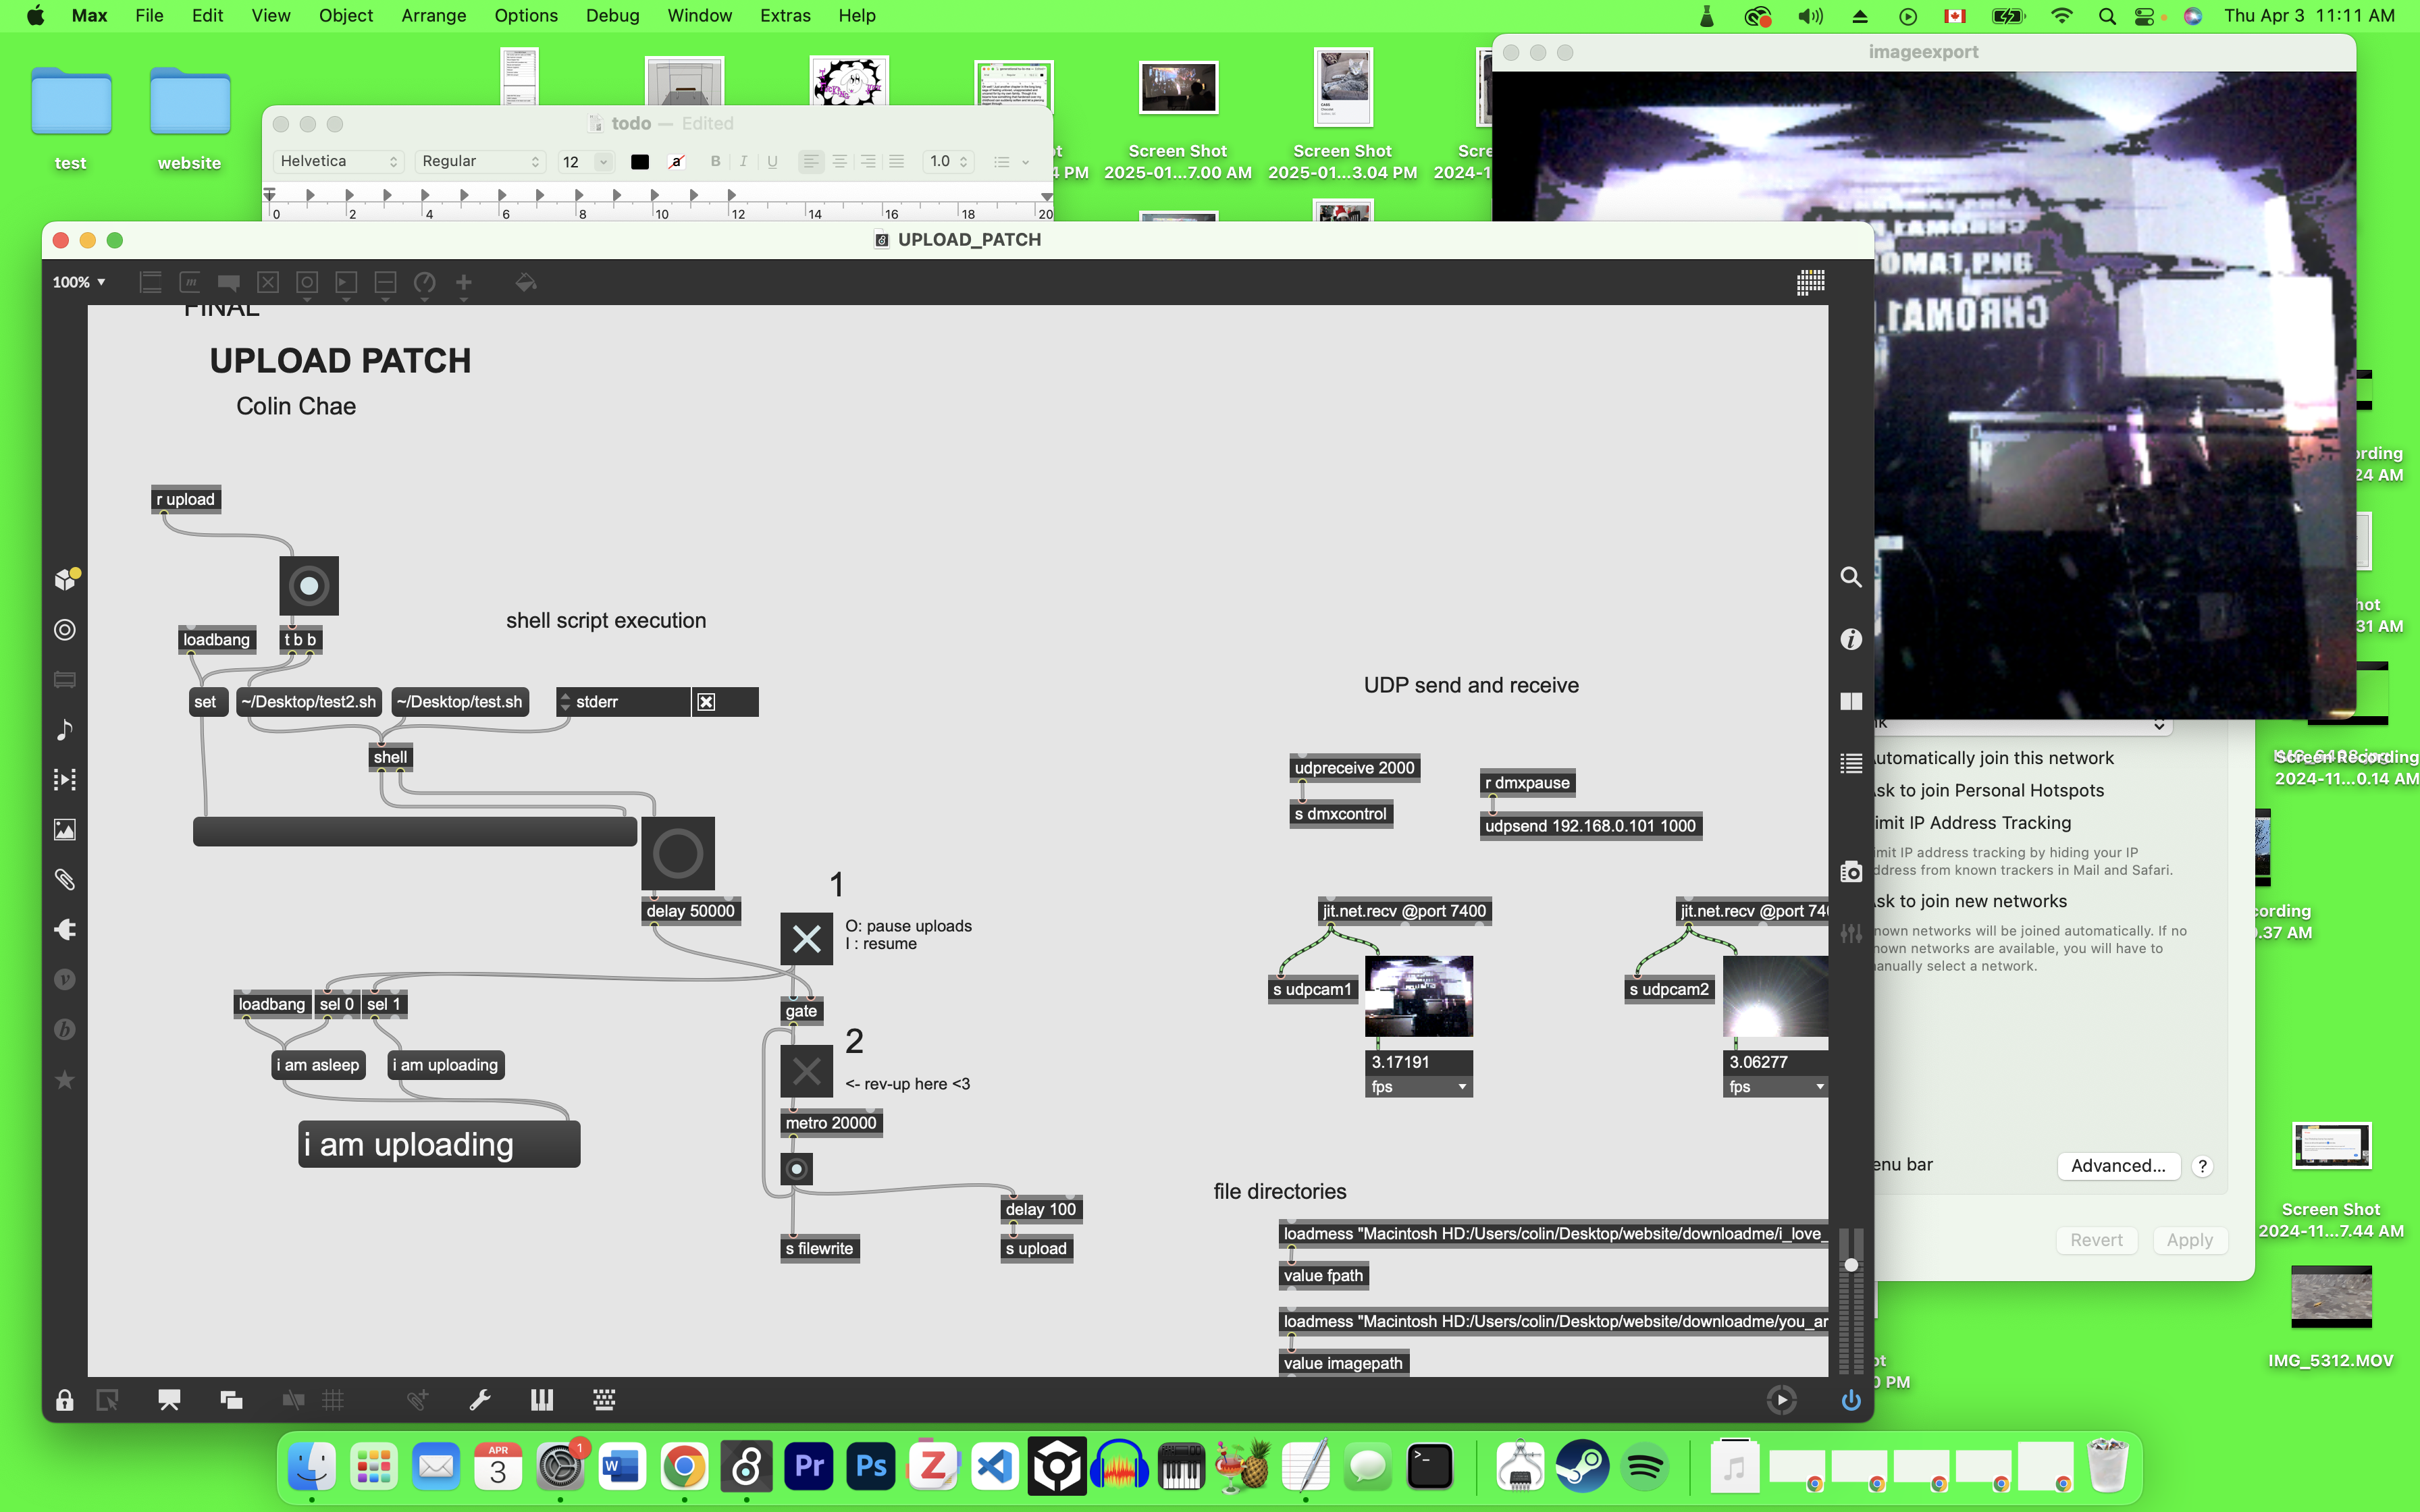 Max File Edit View Object Arrange Options Debug Window Extras Help
Thu Apr 3 11:11 AM
test
website
Screen Shot
2025-01...7.00 AM
Screen Shot
2025-01...3.04 PM
4 PM
2024-1
todo — Edited
Helvetica Regular 12 a B I U 1.0
0 2 4 6 8 10 12 14 16 18 20
imageexport
OMA1.PNG
UPLOAD_PATCH
100%
FINAL
UPLOAD PATCH
Colin Chae
r upload
shell script execution
loadbang t b b
set ~/Desktop/test2.sh ~/Desktop/test.sh stderr
shell
delay 50000
1
O: pause uploads
I : resume
loadbang sel 0 sel 1
gate
2
i am asleep i am uploading
<- rev-up here <3
metro 20000
i am uploading
delay 100
s filewrite s upload
UDP send and receive
udpreceive 2000
s dmxcontrol
r dmxpause
udpsend 192.168.0.101 1000
jit.net.recv @port 7400
jit.net.recv @port 740
s udpcam1
s udpcam2
3.17191
fps
3.06277
fps
file directories
loadmess "Macintosh HD:/Users/colin/Desktop/website/downloadme/i_love_
value fpath
loadmess "Macintosh HD:/Users/colin/Desktop/website/downloadme/you_ar
value imagepath
utomatically join this network
sk to join Personal Hotspots
imit IP Address Tracking
imit IP address tracking by hiding your IP
ddress from known trackers in Mail and Safari.
sk to join new networks
nown networks will be joined automatically. If no
nown networks are available, you will have to
anually select a network.
enu bar
Advanced... ?
Revert Apply
ording
24 AM
hot
31 AM
Screen Recording
2024-11...0.14 AM
cording
0.37 AM
Screen Shot
2024-11...7.44 AM
IMG_5312.MOV
ot
0 PM
APR
3
1
W
Pr
Ps
Z